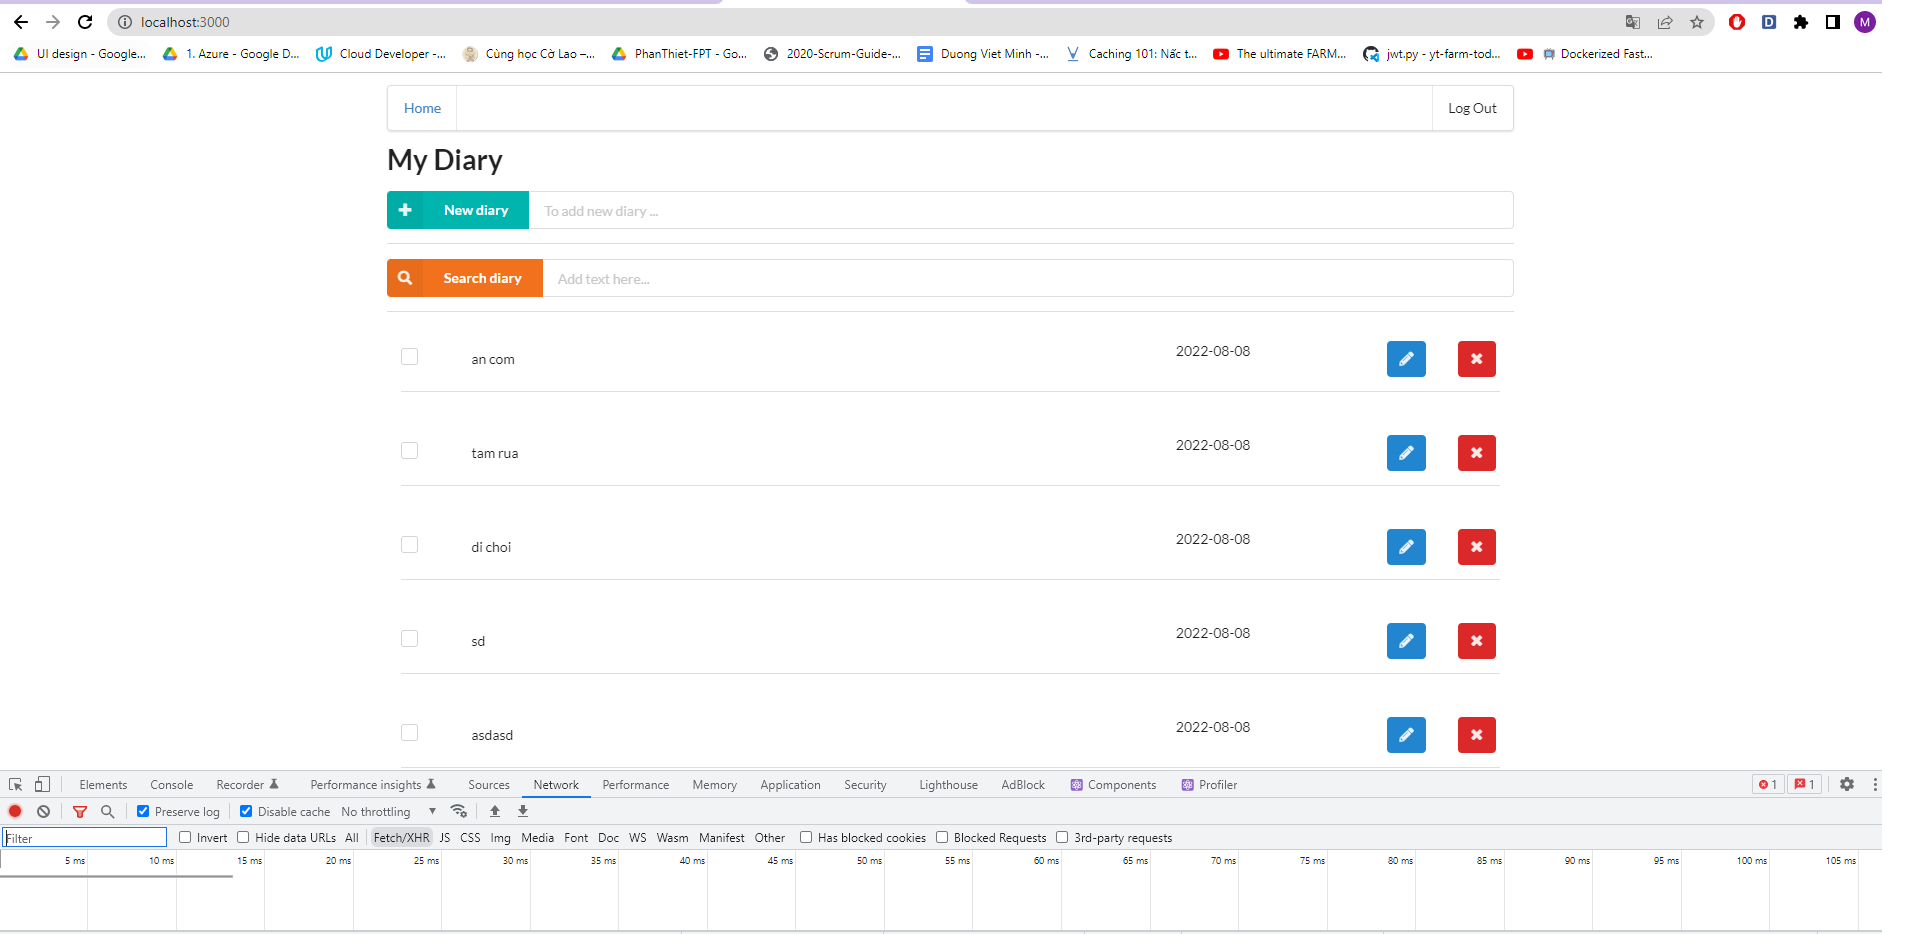 localhost:3000
M
UI design - Google... 1. Azure - Google D... Cloud Developer -... Cùng học Cờ Lao –... PhanThiet-FPT - Go... 2020-Scrum-Guide-... Duong Viet Minh -... Caching 101: Nấc t... The ultimate FARM... jwt.py - yt-farm-tod... Dockerized Fast...
Home Log Out
My Diary
New diary To add new diary ...
Search diary Add text here...
an com 2022-08-08
tam rua 2022-08-08
di choi 2022-08-08
sd 2022-08-08
asdasd 2022-08-08
Elements Console Recorder Performance insights Sources Network Performance Memory Application Security Lighthouse AdBlock Components Profiler 1 1
Preserve log Disable cache No throttling
Filter Invert Hide data URLs All Fetch/XHR JS CSS Img Media Font Doc WS Wasm Manifest Other Has blocked cookies Blocked Requests 3rd-party requests
5 ms 10 ms 15 ms 20 ms 25 ms 30 ms 35 ms 40 ms 45 ms 50 ms 55 ms 60 ms 65 ms 70 ms 75 ms 80 ms 85 ms 90 ms 95 ms 100 ms 105 ms